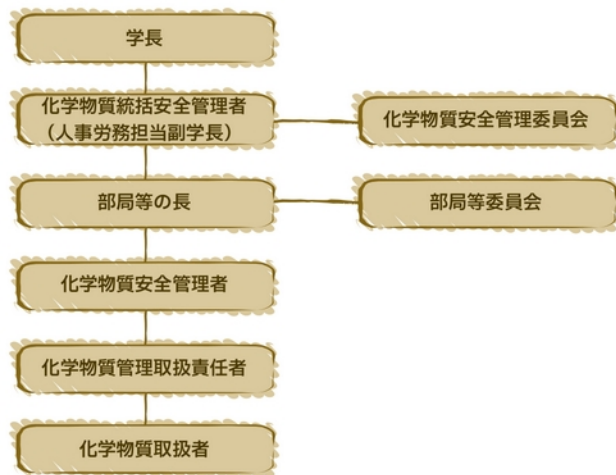 学長
化学物質統括安全管理者
（人事労務担当副学長）
化学物質安全管理委員会
部局等の長
部局等委員会
化学物質安全管理者
化学物質管理取扱責任者
化学物質取扱者